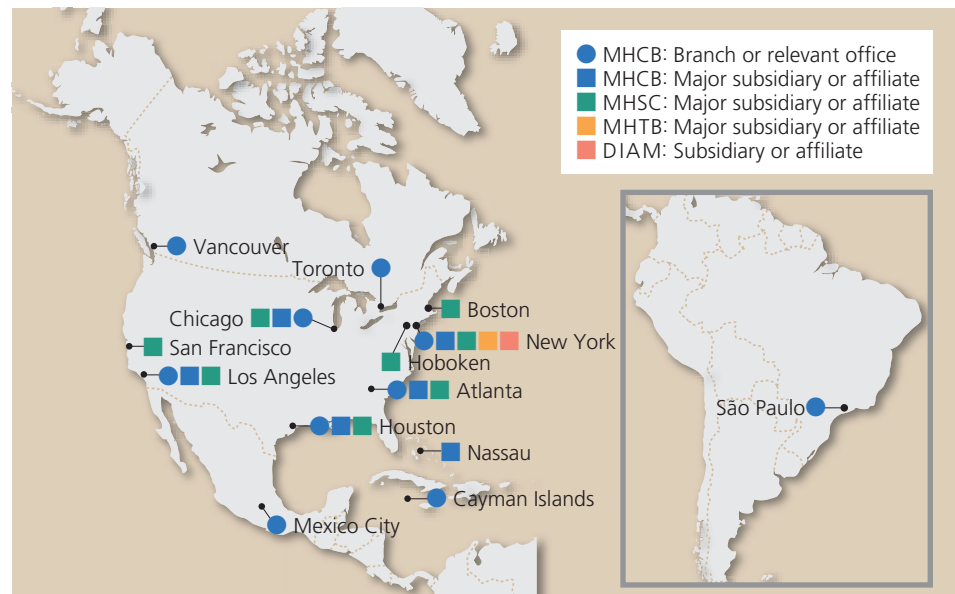 MHCB: Branch or relevant office
MHCB: Major subsidiary or affiliate
MHSC: Major subsidiary or affiliate
MHTB: Major subsidiary or affiliate
DIAM: Subsidiary or affiliate
Vancouver
Toronto
Boston
Chicago
New York
San Francisco
Hoboken
Los Angeles
Atlanta
Houston
Nassau
Cayman Islands
Mexico City
São Paulo